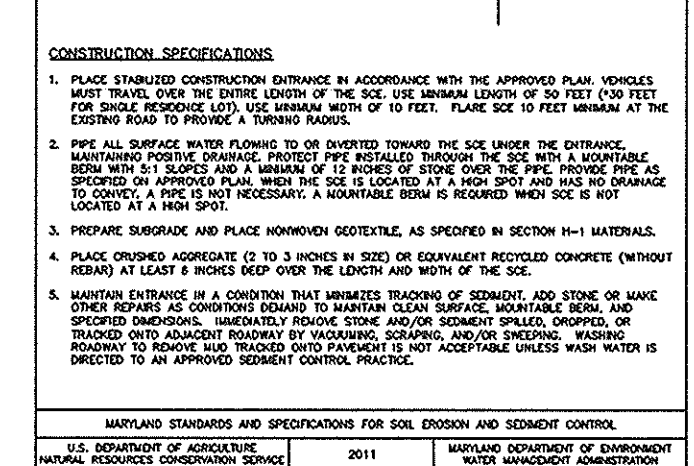 CONSTRUCTION SPECIFICATIONS
1. PLACE STABILIZED CONSTRUCTION ENTRANCE IN ACCORDANCE WITH THE APPROVED PLAN. VEHICLES
MUST TRAVEL OVER THE ENTIRE LENGTH OF THE SCE. USE MINIMUM LENGTH OF 50 FEET (*30 FEET
FOR SINGLE RESIDENCE LOT). USE MINIMUM WIDTH OF 10 FEET. FLARE SCE 10 FEET MINIMUM AT THE
EXISTING ROAD TO PROVIDE A TURNING RADIUS.
2. PIPE ALL SURFACE WATER FLOWING TO OR DIVERTED TOWARD THE SCE UNDER THE ENTRANCE,
MAINTAINING POSITIVE DRAINAGE. PROTECT PIPE INSTALLED THROUGH THE SCE WITH A MOUNTABLE
BERM WITH 5:1 SLOPES AND A MINIMUM OF 12 INCHES OF STONE OVER THE PIPE. PROVIDE PIPE AS
SPECIFIED ON APPROVED PLAN. WHEN THE SCE IS LOCATED AT A HIGH SPOT AND HAS NO DRAINAGE
TO CONVEY, A PIPE IS NOT NECESSARY. A MOUNTABLE BERM IS REQUIRED WHEN SCE IS NOT
LOCATED AT A HIGH SPOT.
3. PREPARE SUBGRADE AND PLACE NONWOVEN GEOTEXTILE, AS SPECIFIED IN SECTION H-1 MATERIALS.
4. PLACE CRUSHED AGGREGATE (2 TO 3 INCHES IN SIZE) OR EQUIVALENT RECYCLED CONCRETE (WITHOUT
REBAR) AT LEAST 6 INCHES DEEP OVER THE LENGTH AND WIDTH OF THE SCE.
5. MAINTAIN ENTRANCE IN A CONDITION THAT MINIMIZES TRACKING OF SEDIMENT. ADD STONE OR MAKE
OTHER REPAIRS AS CONDITIONS DEMAND TO MAINTAIN CLEAN SURFACE, MOUNTABLE BERM, AND
SPECIFIED DIMENSIONS. IMMEDIATELY REMOVE STONE AND/OR SEDIMENT SPILLED, DROPPED, OR
TRACKED ONTO ADJACENT ROADWAY BY VACUUMING, SCRAPING, AND/OR SWEEPING. WASHING
ROADWAY TO REMOVE MUD TRACKED ONTO PAVEMENT IS NOT ACCEPTABLE UNLESS WASH WATER IS
DIRECTED TO AN APPROVED SEDIMENT CONTROL PRACTICE.
MARYLAND STANDARDS AND SPECIFICATIONS FOR SOIL EROSION AND SEDIMENT CONTROL
U.S. DEPARTMENT OF AGRICULTURE
NATURAL RESOURCES CONSERVATION SERVICE
2011
MARYLAND DEPARTMENT OF ENVIRONMENT
WATER MANAGEMENT ADMINISTRATION